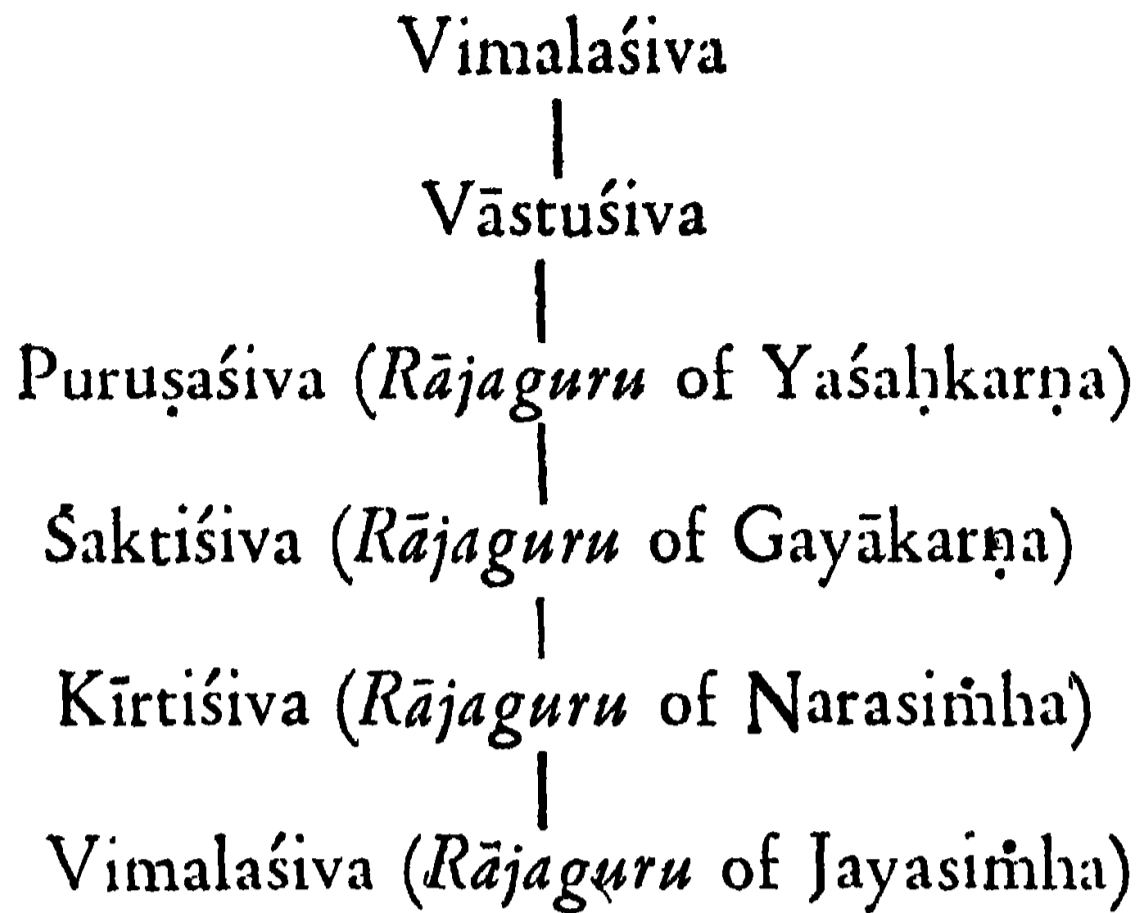 Vimalaśiva
Vāstuśiva
Puruṣaśiva (Rājaguru of Yaśaḥkarṇa)
Śaktiśiva (Rājaguru of Gayākarṇa)
Kīrtiśiva (Rājaguru of Narasiṁha)
Vimalaśiva (Rājaguru of Jayasiṁha)